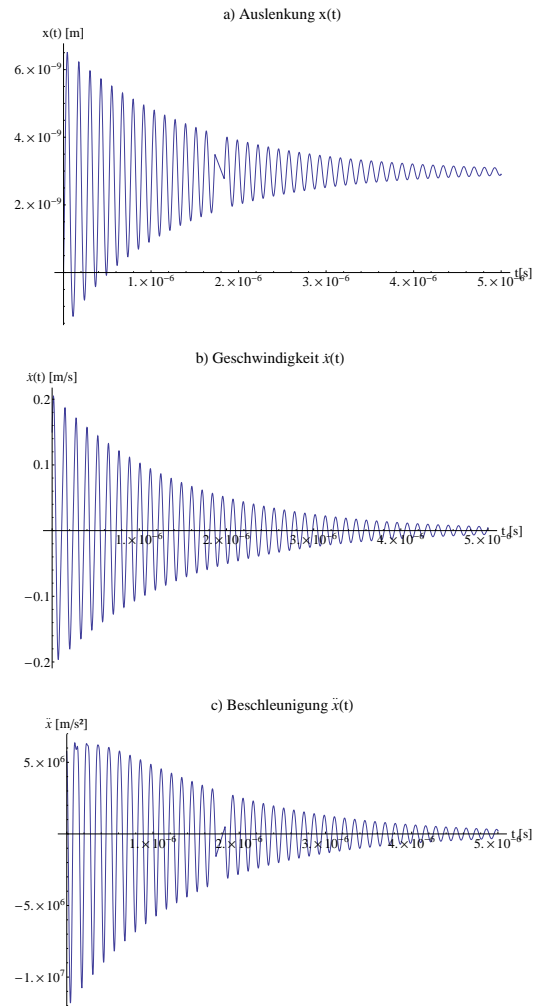 a) Auslenkung x(t)
x(t) [m]
6.×10⁻⁹
4.×10⁻⁹
2.×10⁻⁹
1.×10⁻⁶ 2.×10⁻⁶ 3.×10⁻⁶ 4.×10⁻⁶ 5.×10⁻⁶ t[s]
b) Geschwindigkeit ẋ(t)
ẋ(t) [m/s]
0.2
0.1
1.×10⁻⁶ 2.×10⁻⁶ 3.×10⁻⁶ 4.×10⁻⁶ 5.×10⁻⁶ t[s]
−0.1
−0.2
c) Beschleunigung ẍ(t)
ẍ [m/s²]
5.×10⁶
1.×10⁻⁶ 2.×10⁻⁶ 3.×10⁻⁶ 4.×10⁻⁶ 5.×10⁻⁶ t[s]
−5.×10⁶
−1.×10⁷